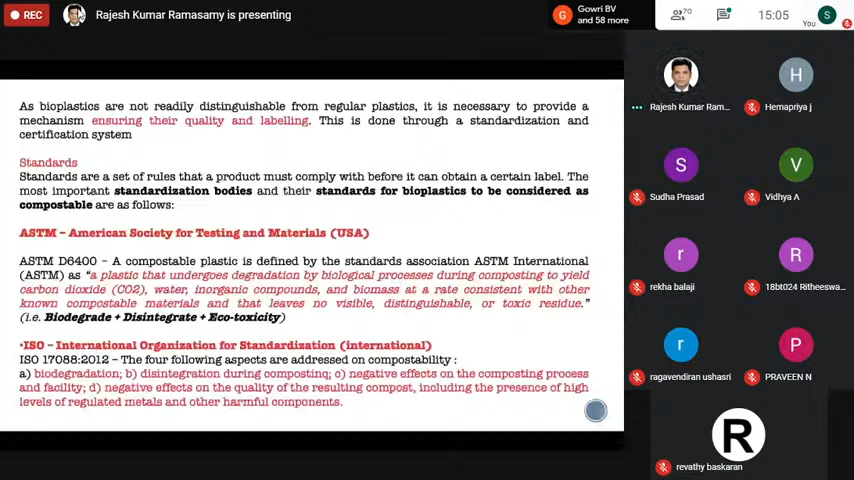 REC
Rajesh Kumar Ramasamy is presenting
G
Gowri BV
and 58 more
70
15:05
You
S
As bioplastics are not readily distinguishable from regular plastics, it is necessary to provide a
mechanism ensuring their quality and labelling. This is done through a standardization and
certification system
Standards
Standards are a set of rules that a product must comply with before it can obtain a certain label. The
most important standardization bodies and their standards for bioplastics to be considered as
compostable are as follows:
ASTM – American Society for Testing and Materials (USA)
ASTM D6400 - A compostable plastic is defined by the standards association ASTM International
(ASTM) as “a plastic that undergoes degradation by biological processes during composting to yield
carbon dioxide (CO2), water, inorganic compounds, and biomass at a rate consistent with other
known compostable materials and that leaves no visible, distinguishable, or toxic residue.”
(i.e. Biodegrade + Disintegrate + Eco-toxicity)
•ISO – International Organization for Standardization (international)
ISO 17088:2012 – The four following aspects are addressed on compostability :
a) biodegradation; b) disintegration during composting; c) negative effects on the composting process
and facility; d) negative effects on the quality of the resulting compost, including the presence of high
levels of regulated metals and other harmful components.
Rajesh Kumar Ram...
H
Hemapriya j
S
Sudha Prasad
V
Vidhya A
r
rekha balaji
R
18bt024 Ritheeswa...
r
ragavendiran ushasri
P
PRAVEEN N
R
revathy baskaran